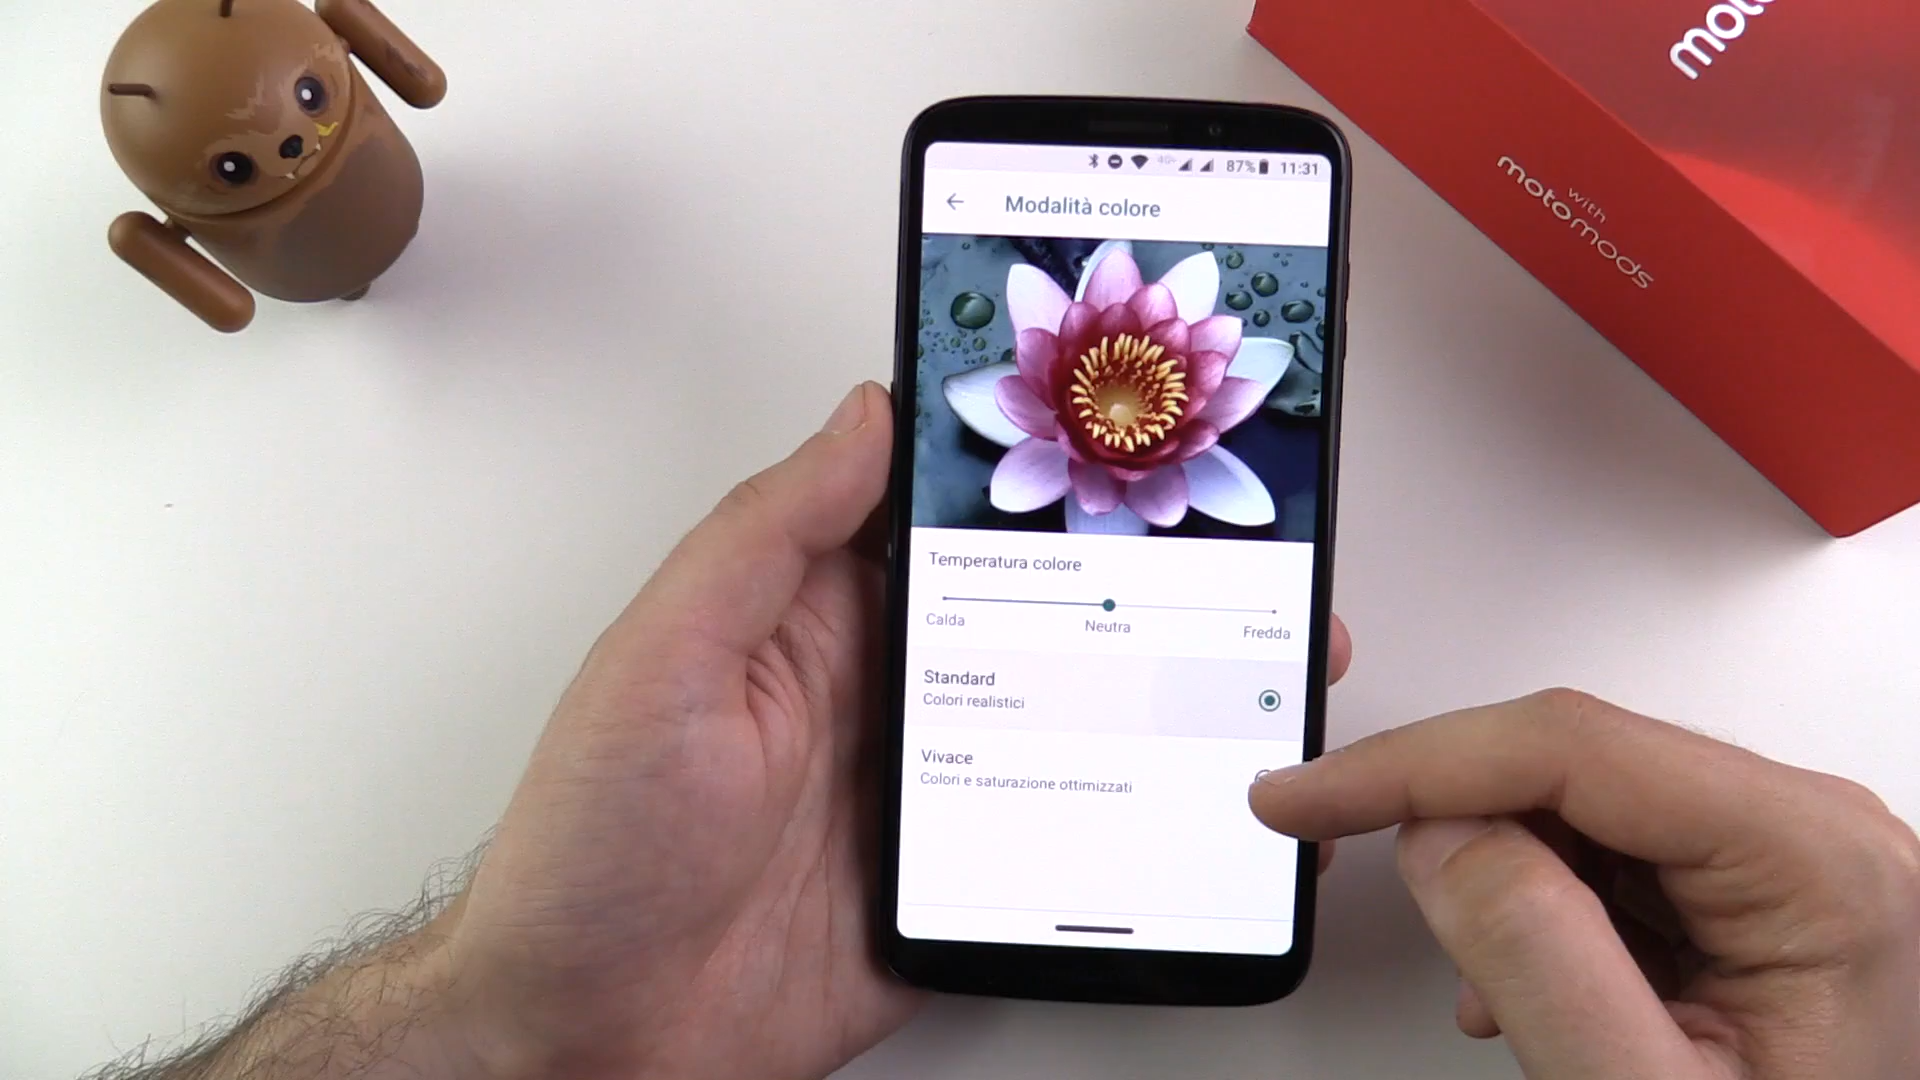 87% 11:31
Modalità colore
Temperatura colore
Calda Neutra Fredda
Standard
Colori realistici
Vivace
Colori e saturazione ottimizzati
with
moto mods